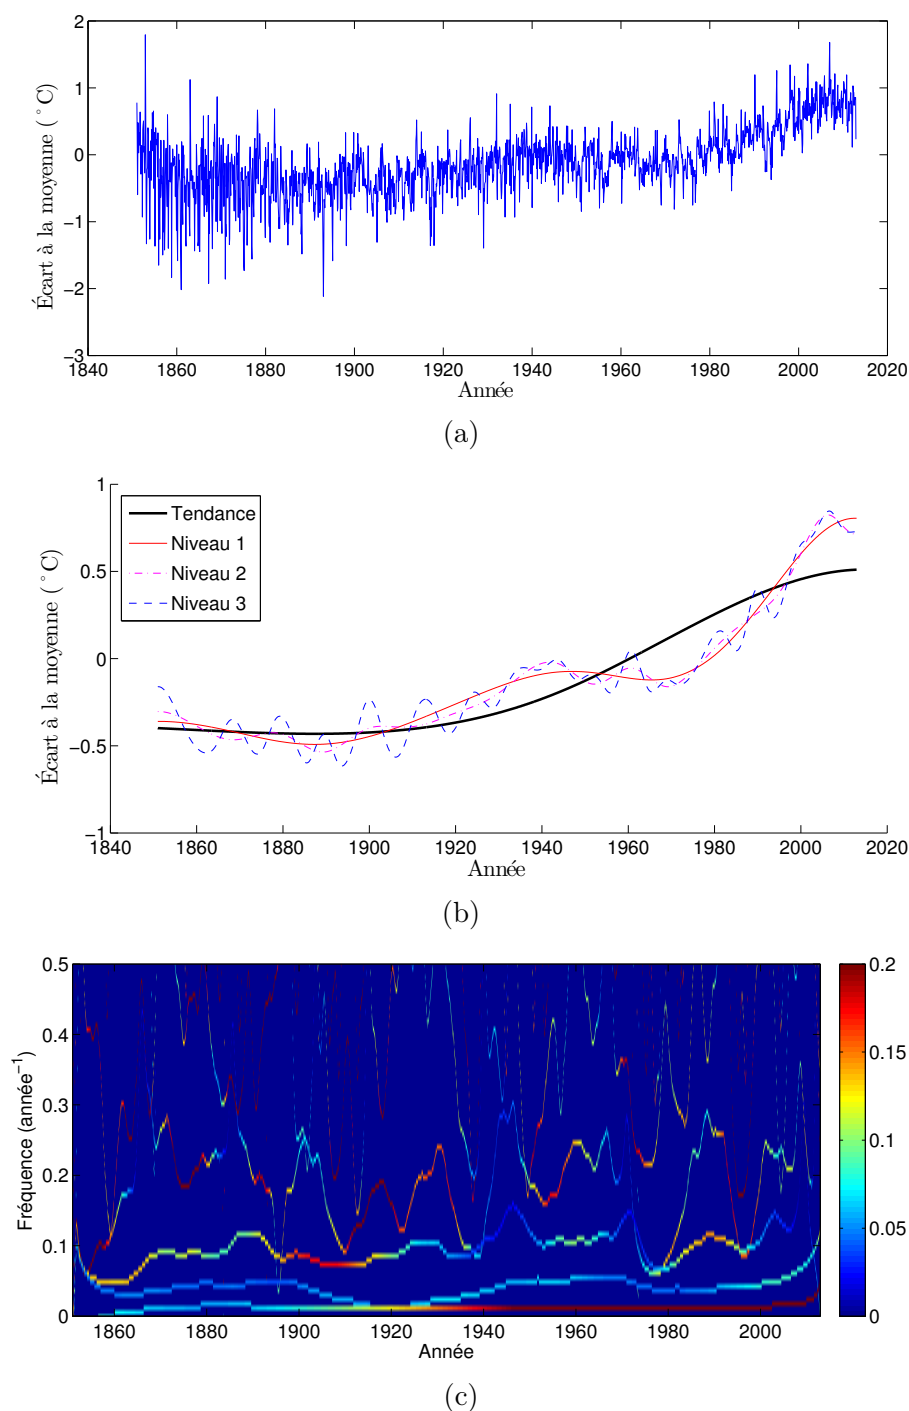 2
1
0
−1
−2
−3
Écart à la moyenne (°C)
1840 1860 1880 1900 1920 1940 1960 1980 2000 2020
Année
(a)
1
0.5
0
−0.5
−1
Écart à la moyenne (°C)
Tendance
Niveau 1
Niveau 2
Niveau 3
1840 1860 1880 1900 1920 1940 1960 1980 2000 2020
Année
(b)
0.5
0.4
0.3
0.2
0.1
0
Fréquence (année⁻¹)
1860 1880 1900 1920 1940 1960 1980 2000
Année
0.2
0.15
0.1
0.05
0
(c)